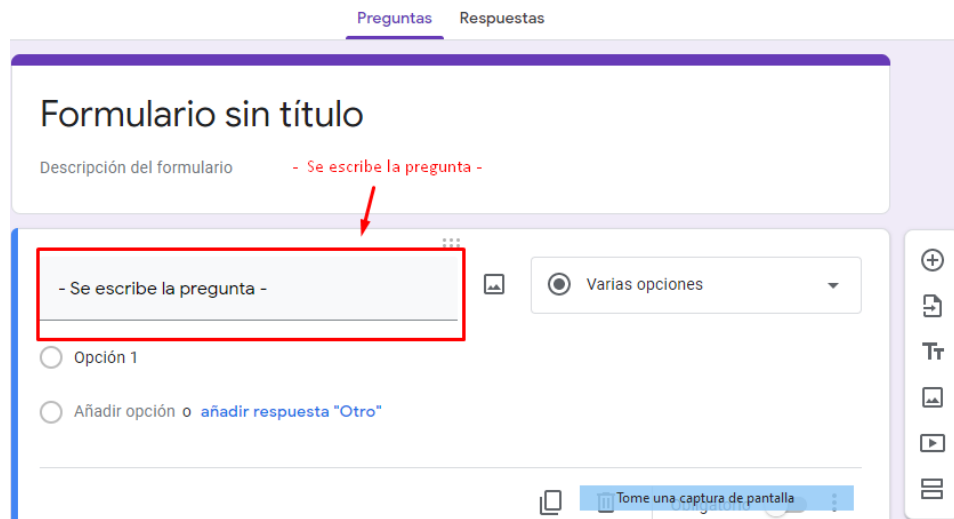 Preguntas Respuestas
Formulario sin título
Descripción del formulario - Se escribe la pregunta -
- Se escribe la pregunta - Varias opciones
Opción 1
Añadir opción o añadir respuesta "Otro"
Tome una captura de pantalla
Obligatorio